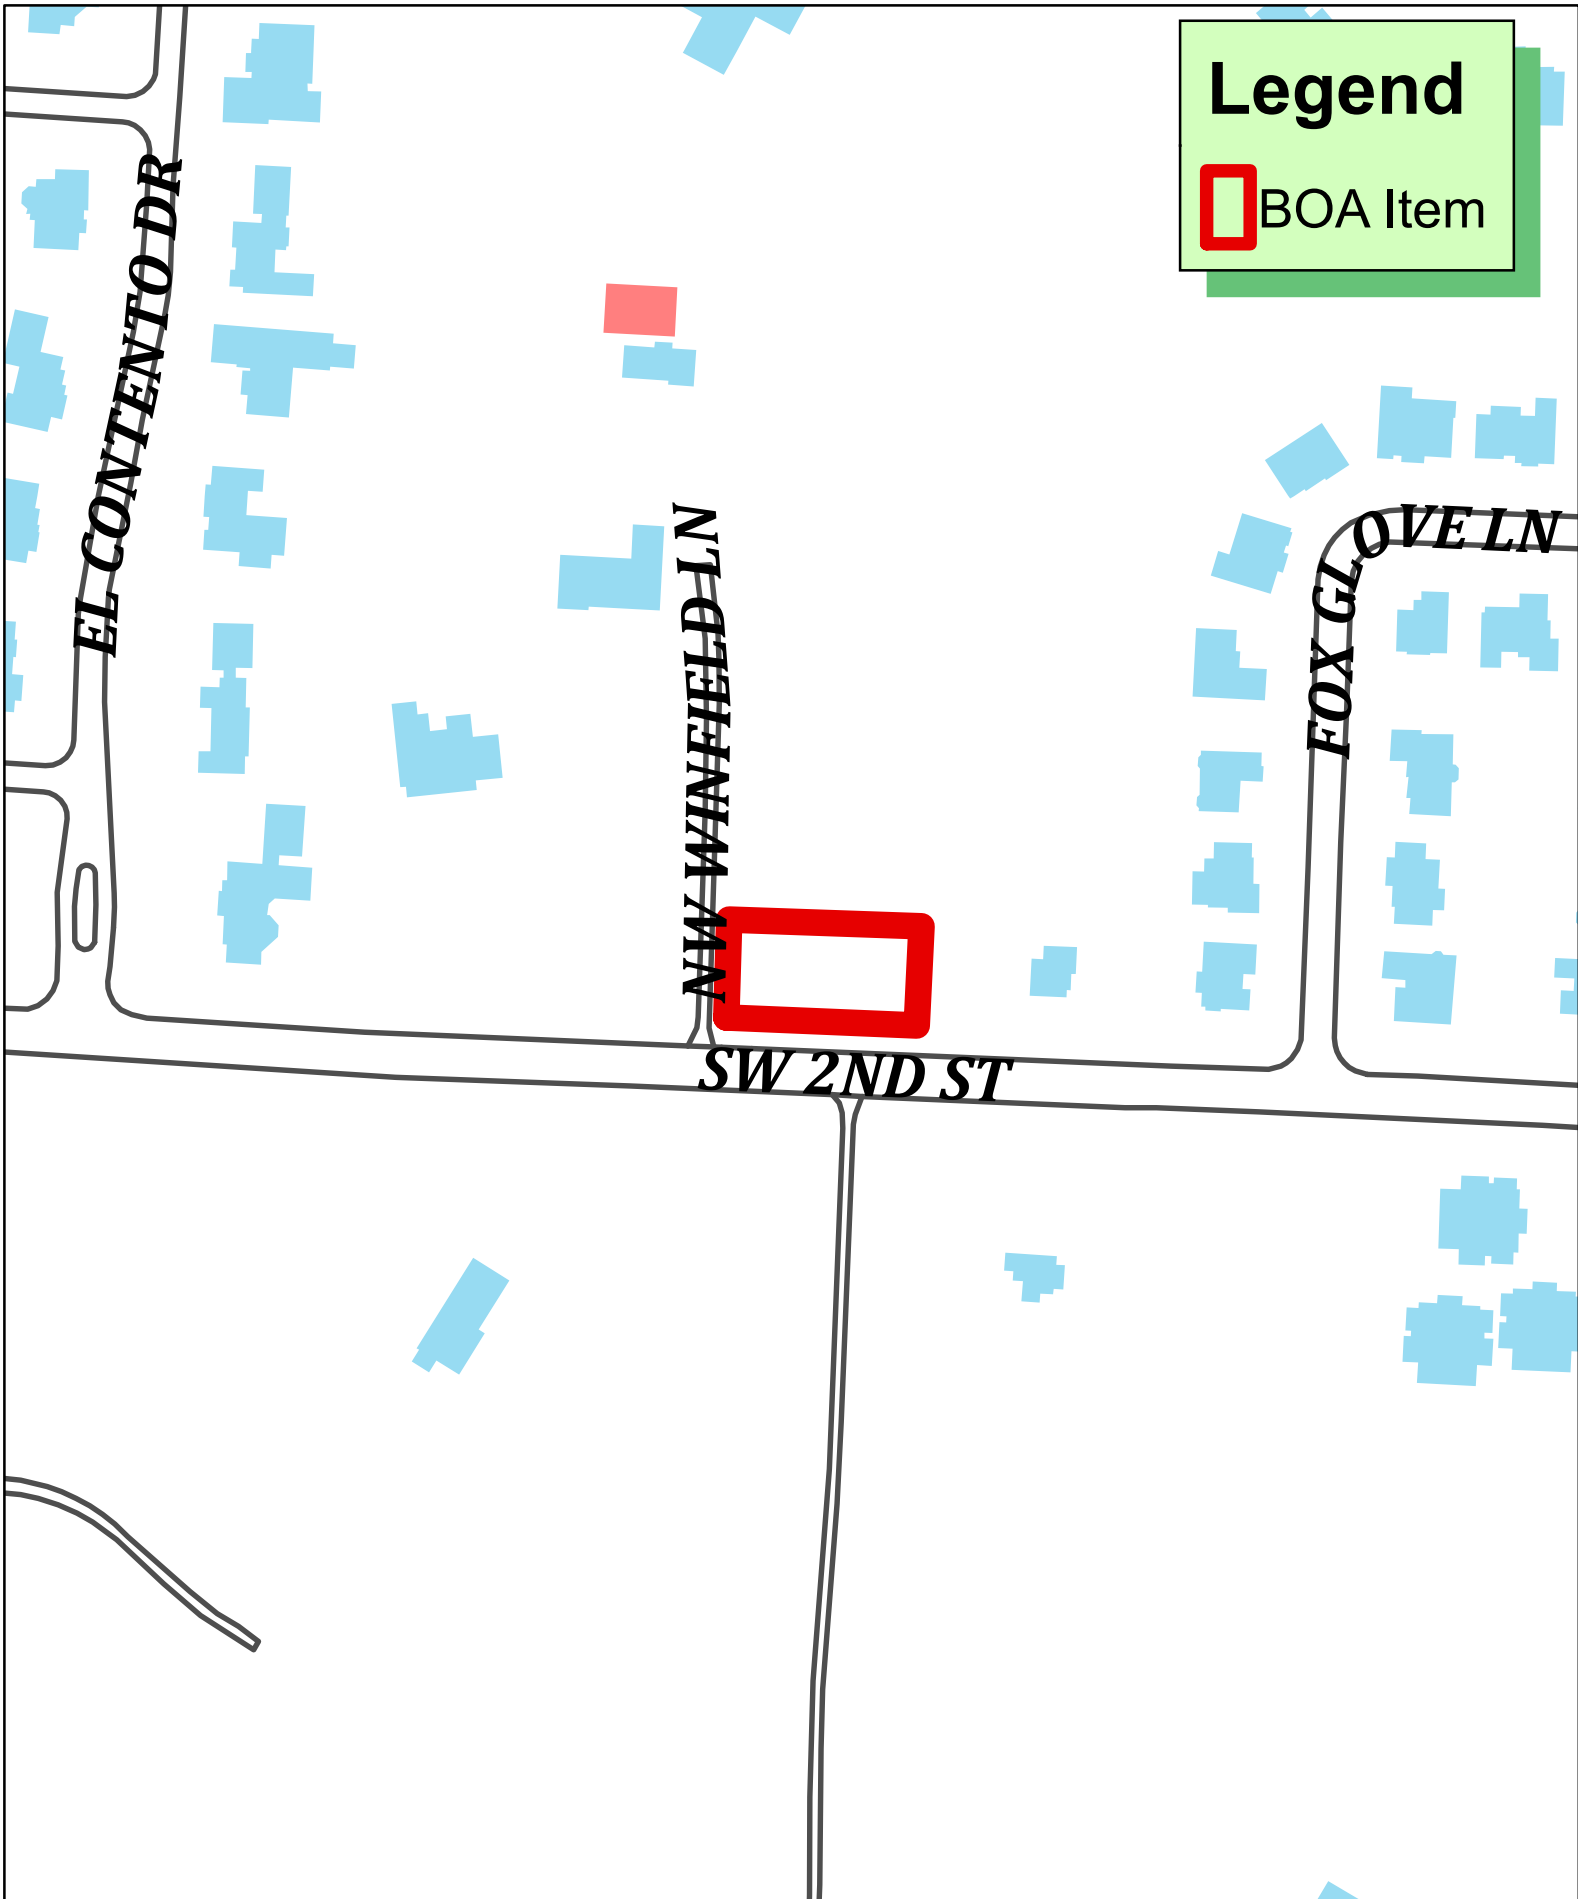 Legend
BOA Item
EL CONTENTO DR
NW WINFIELD LN
FOX GLOVE LN
SW 2ND ST